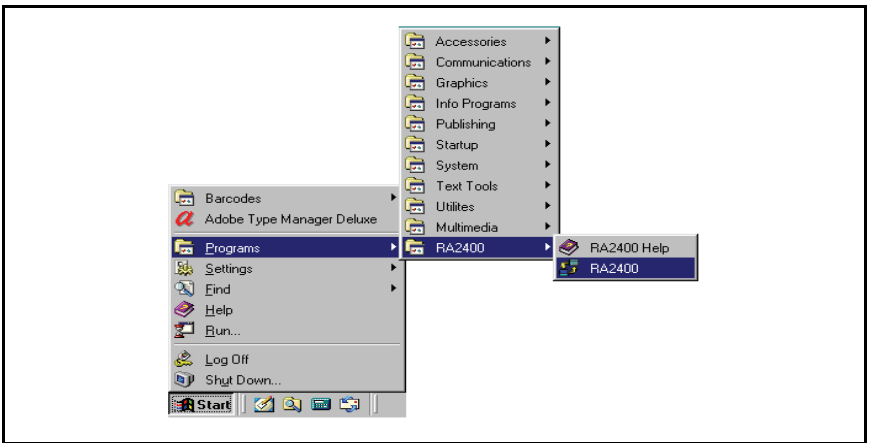 Accessories
Communications
Graphics
Info Programs
Publishing
Startup
System
Text Tools
Utilites
Multimedia
RA2400
RA2400 Help
RA2400
Barcodes
Adobe Type Manager Deluxe
Programs
Settings
Find
Help
Run...
Log Off
Shut Down...
Start